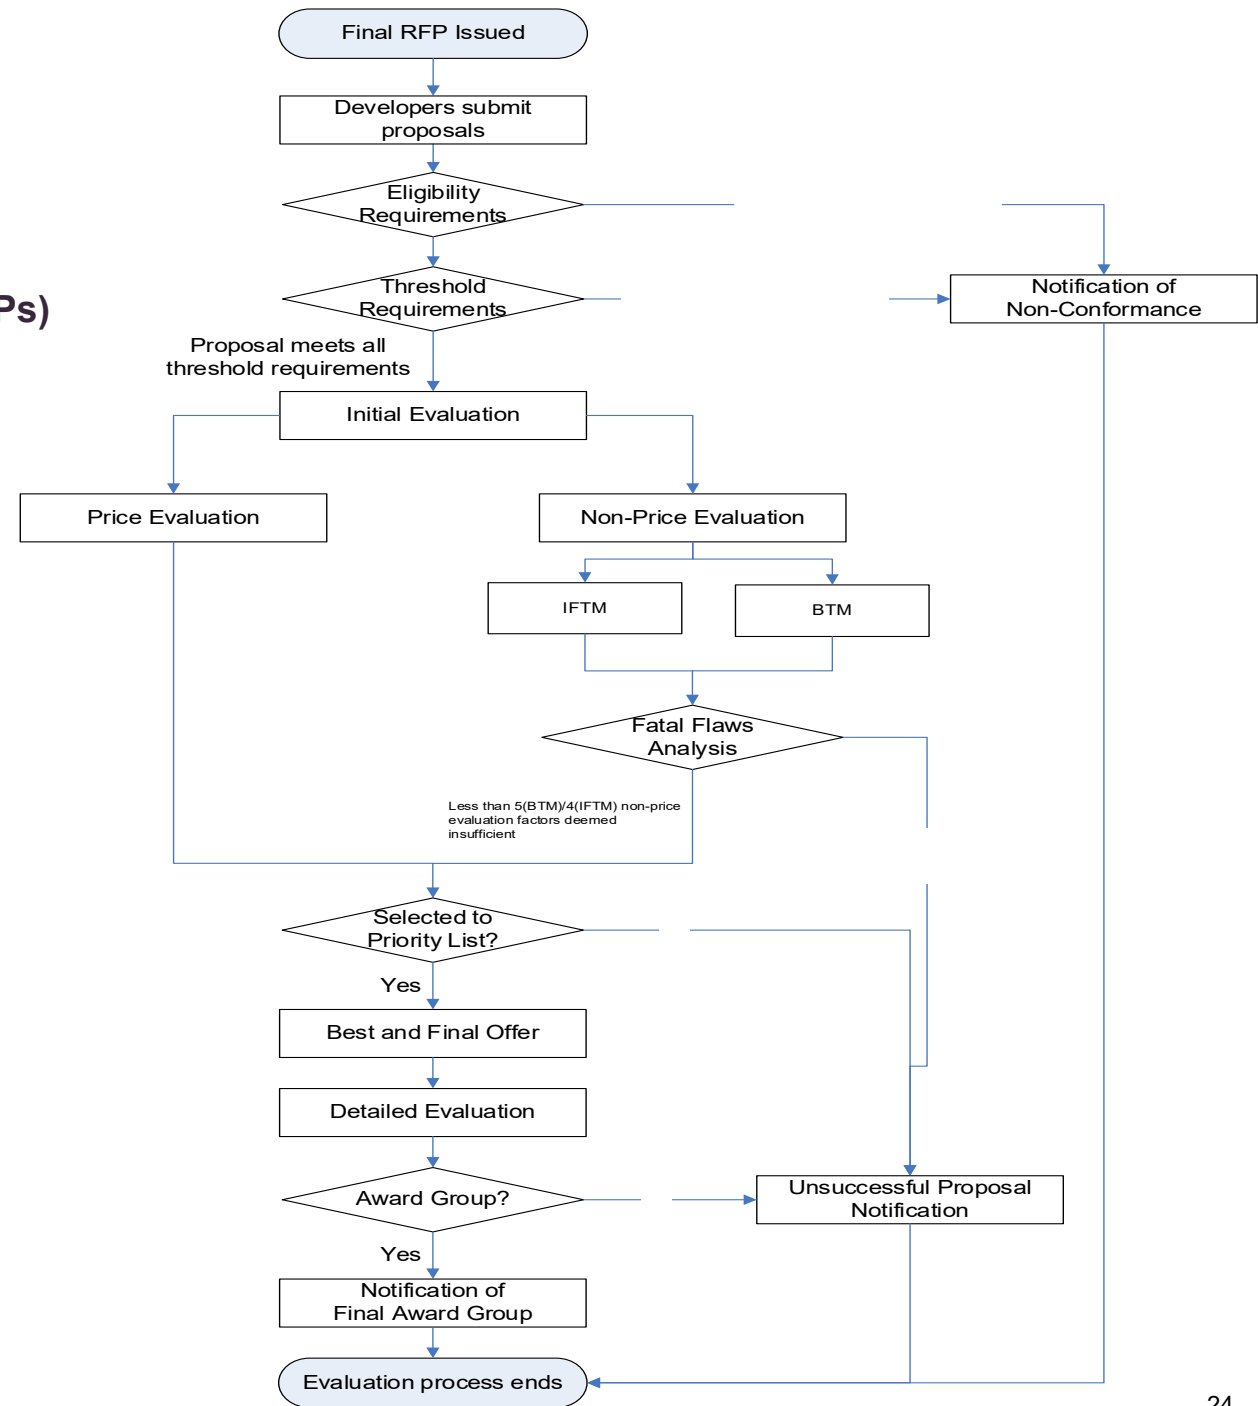 Final RFP Issued
Developers submit
proposals
Eligibility
Requirements
Threshold
Requirements
Notification of
Non-Conformance
Ps)
Proposal meets all
threshold requirements
Initial Evaluation
Price Evaluation
Non-Price Evaluation
IFTM
BTM
Fatal Flaws
Analysis
Less than 5(BTM)/4(IFTM) non-price
evaluation factors deemed
insufficient
Selected to
Priority List?
Yes
Best and Final Offer
Detailed Evaluation
Award Group?
Unsuccessful Proposal
Notification
Yes
Notification of
Final Award Group
Evaluation process ends
24